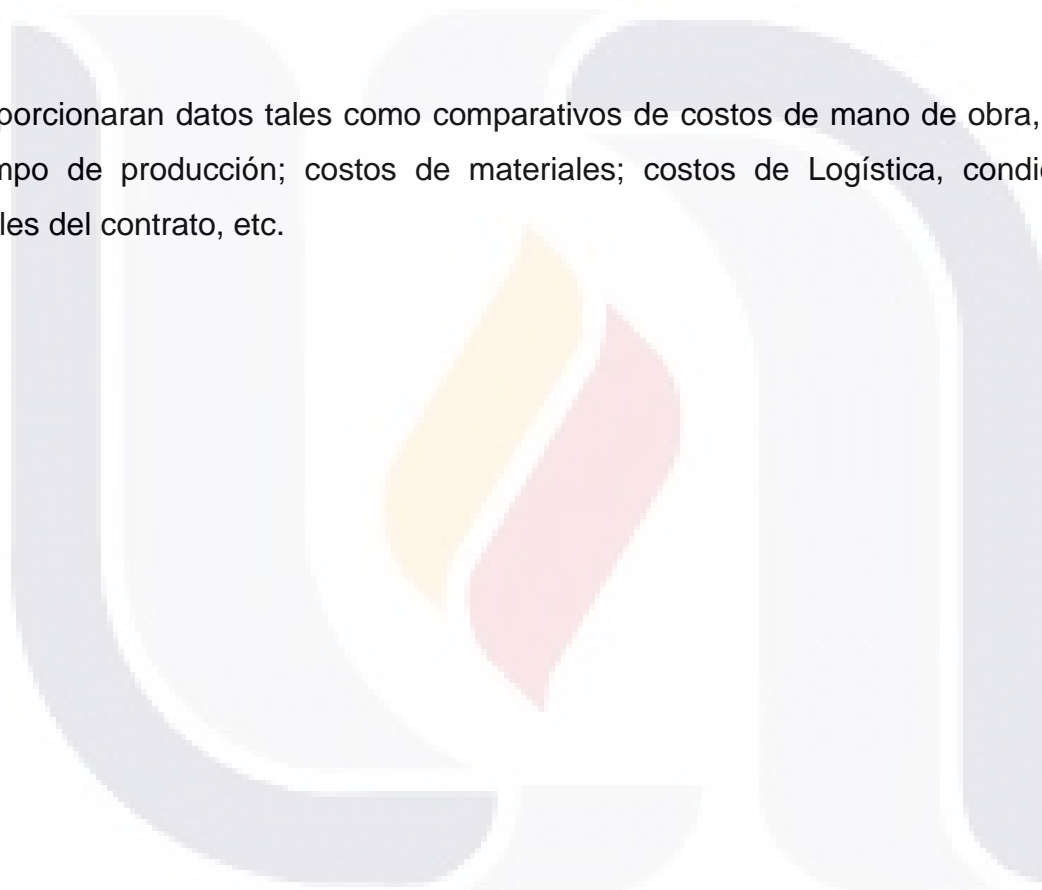 porcionaran datos tales como comparativos de costos de mano de obra,
mpo de producción; costos de materiales; costos de Logística, condi
les del contrato, etc.